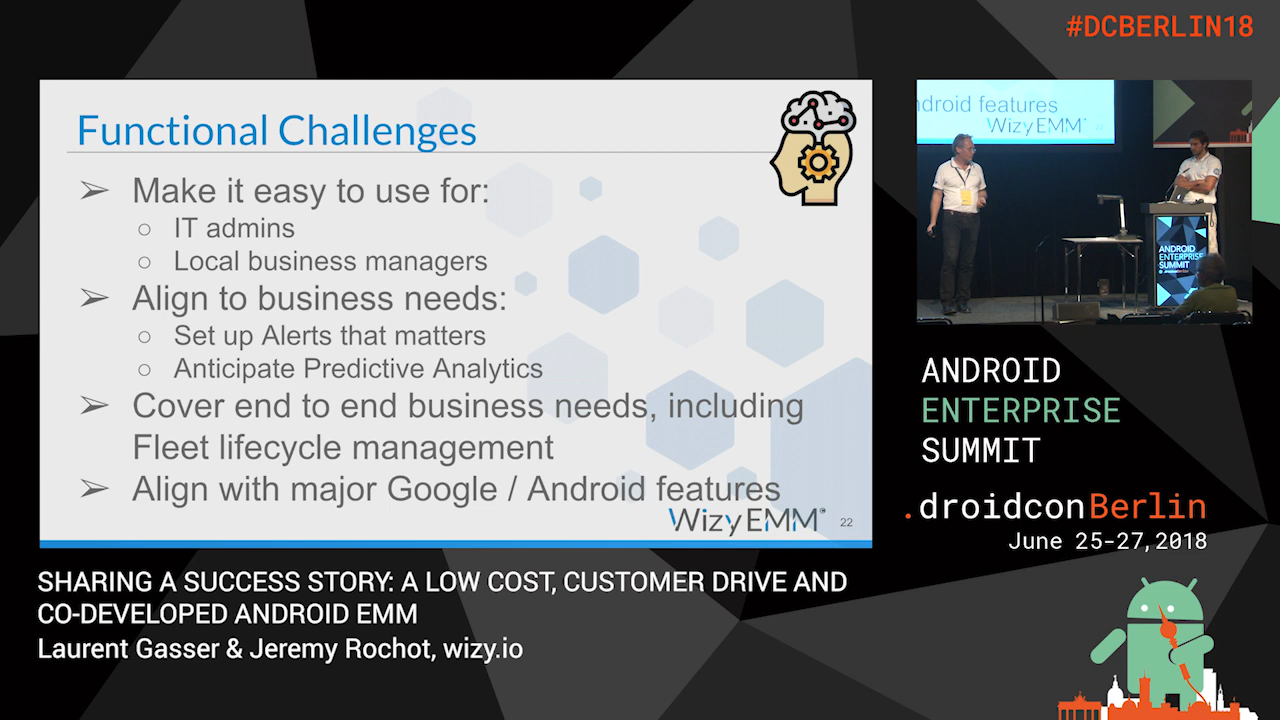 #DCBERLIN18
Functional Challenges
➢ Make it easy to use for:
○ IT admins
○ Local business managers
➢ Align to business needs:
○ Set up Alerts that matters
○ Anticipate Predictive Analytics
➢ Cover end to end business needs, including
Fleet lifecycle management
➢ Align with major Google / Android features
WizyEMM
22
ndroid features
WizyEMM
ANDROID
ENTERPRISE
SUMMIT
ANDROID
ENTERPRISE
SUMMIT
.droidconBerlin
June 25-27, 2018
SHARING A SUCCESS STORY: A LOW COST, CUSTOMER DRIVE AND
CO-DEVELOPED ANDROID EMM
Laurent Gasser & Jeremy Rochot, wizy.io